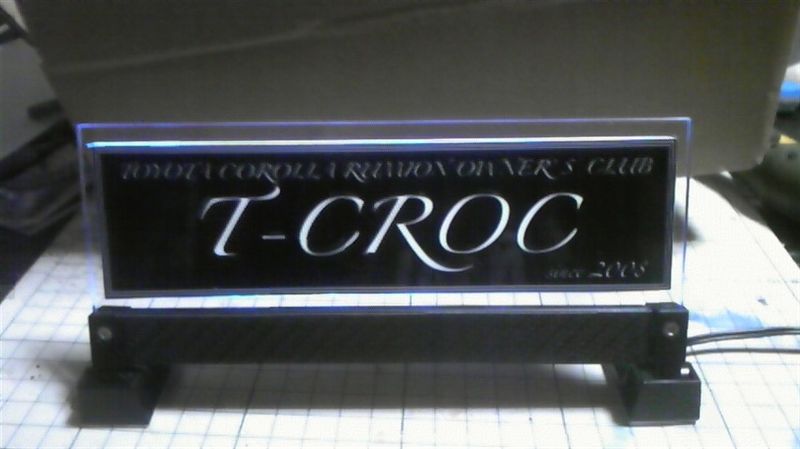 TOYOTA COROLLA RUMION OWNER'S CLUB
T-CROC
since 2008